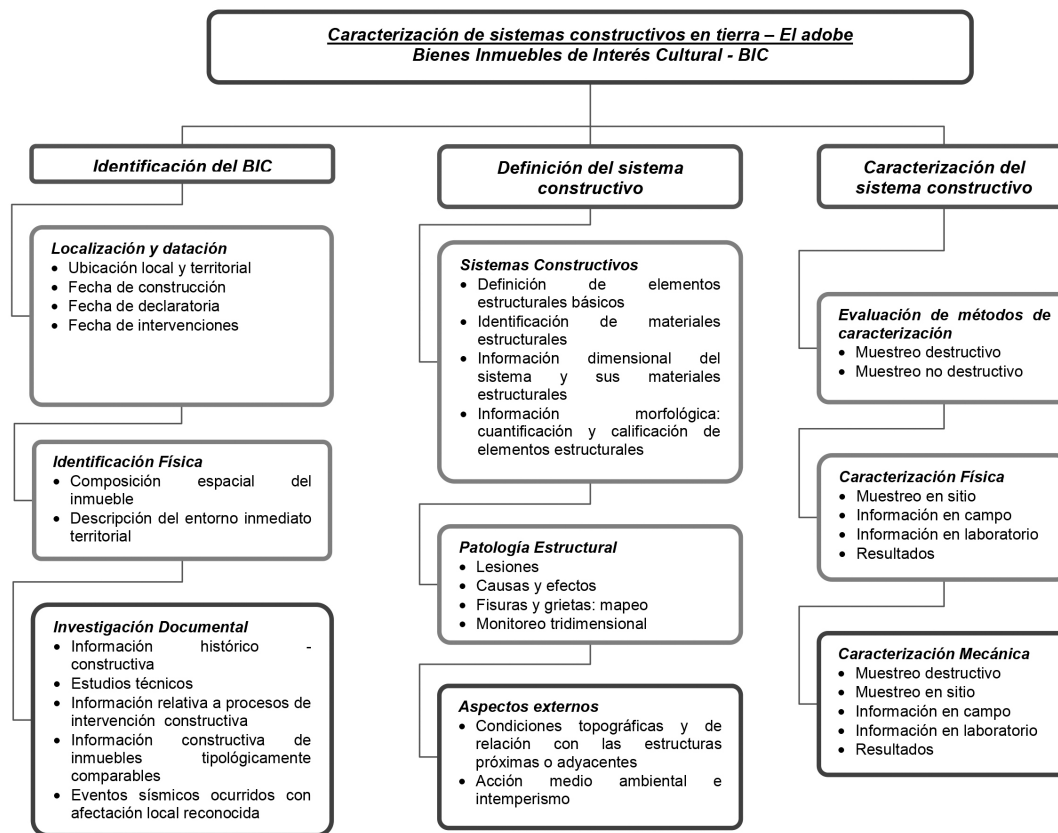 Caracterización de sistemas constructivos en tierra – El adobe
Bienes Inmuebles de Interés Cultural - BIC
Identificación del BIC
Localización y datación
• Ubicación local y territorial
• Fecha de construcción
• Fecha de declaratoria
• Fecha de intervenciones
Identificación Física
• Composición espacial del
inmueble
• Descripción del entorno inmediato
territorial
Investigación Documental
• Información histórico -
constructiva
• Estudios técnicos
• Información relativa a procesos de
intervención constructiva
• Información constructiva de
inmuebles tipológicamente
comparables
• Eventos sísmicos ocurridos con
afectación local reconocida
Definición del sistema
constructivo
Sistemas Constructivos
• Definición de elementos
estructurales básicos
• Identificación de materiales
estructurales
• Información dimensional del
sistema y sus materiales
estructurales
• Información morfológica:
cuantificación y calificación de
elementos estructurales
Patología Estructural
• Lesiones
• Causas y efectos
• Fisuras y grietas: mapeo
• Monitoreo tridimensional
Aspectos externos
• Condiciones topográficas y de
relación con las estructuras
próximas o adyacentes
• Acción medio ambiental e
intemperismo
Caracterización del
sistema constructivo
Evaluación de métodos de
caracterización
• Muestreo destructivo
• Muestreo no destructivo
Caracterización Física
• Muestreo en sitio
• Información en campo
• Información en laboratorio
• Resultados
Caracterización Mecánica
• Muestreo destructivo
• Muestreo en sitio
• Información en campo
• Información en laboratorio
• Resultados